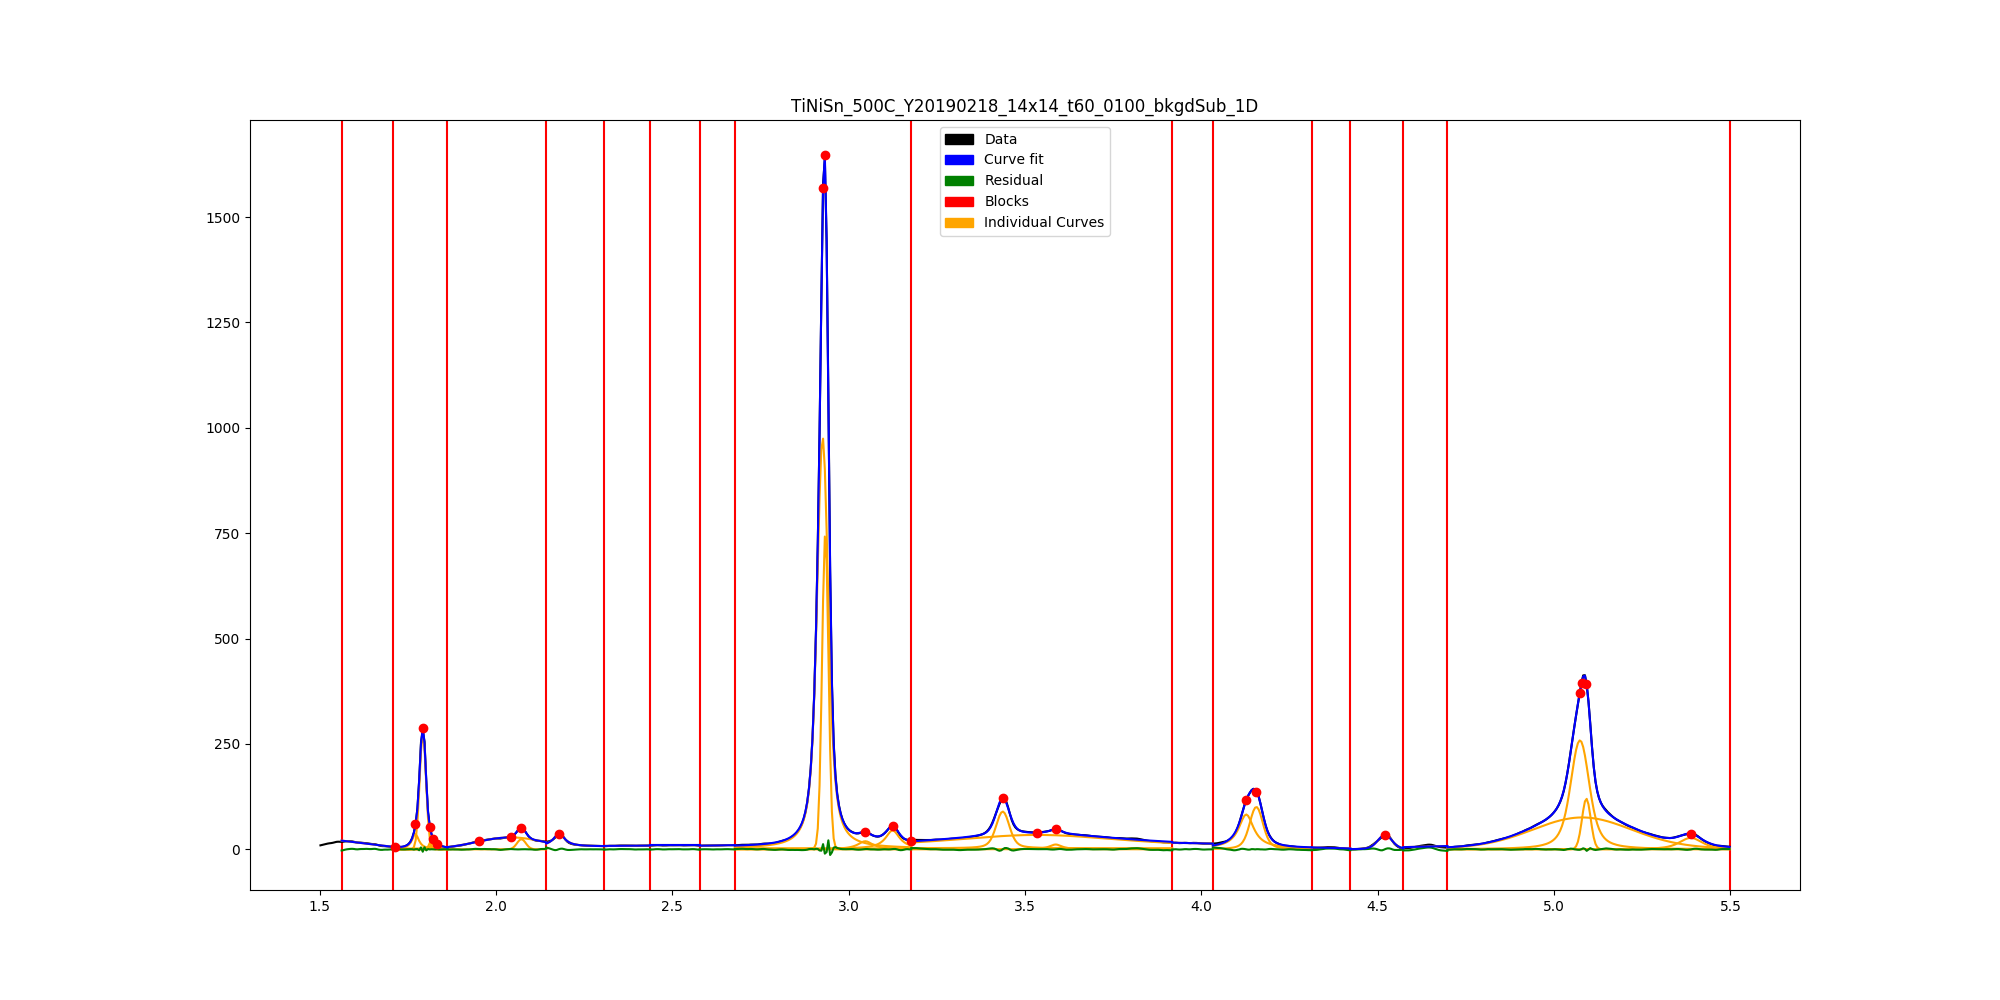 TiNiSn_500C_Y20190218_14x14_t60_0100_bkgdSub_1D
Data
Curve fit
Residual
Blocks
Individual Curves
1500
1250
1000
750
500
250
0
1.5 2.0 2.5 3.0 3.5 4.0 4.5 5.0 5.5